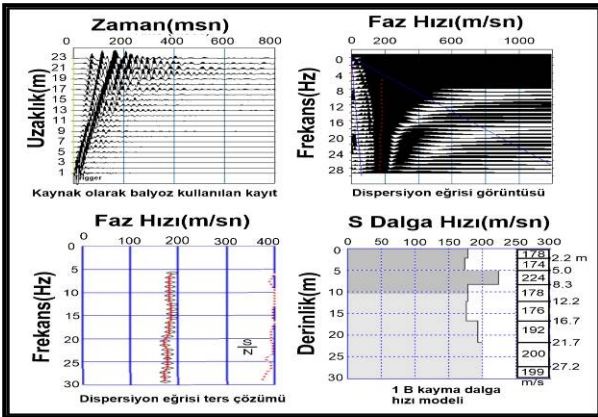 Zaman(msn)
0 200 400 600 800
Uzaklık(m)
23
21
19
17
15
13
11
9
7
5
3
1
Trigger
Kaynak olarak balyoz kullanılan kayıt
Faz Hızı(m/sn)
0 200 400 600 800 1000
Frekans(Hz)
0
4
8
12
16
20
24
28
Dispersiyon eğrisi görüntüsü
Faz Hızı(m/sn)
0 100 200 300 400
Frekans(Hz)
0
5
10
15
20
25
30
S/N
Dispersiyon eğrisi ters çözümü
S Dalga Hızı(m/sn)
0 50 100 150 200 250 300
Derinlik(m)
0
5
10
15
20
25
30
178
2.2 m
174
5.0
224
8.3
178
12.2
176
16.7
192
21.7
200
27.2
199
m/s
1 B kayma dalga
hızı modeli